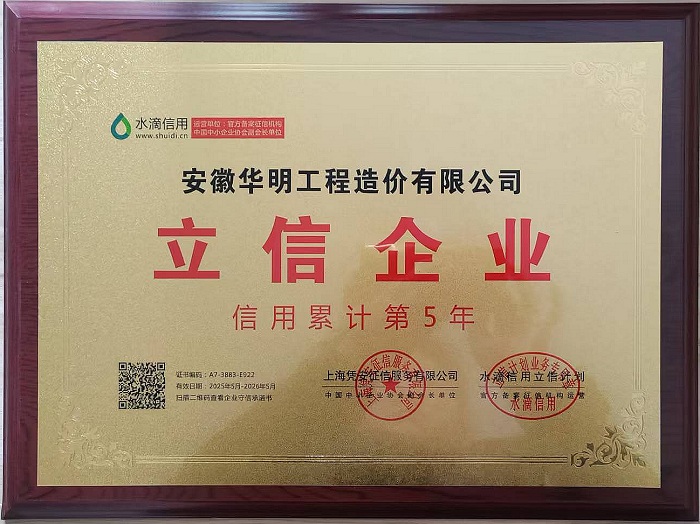 水滴信用
www.shuidi.cn
运营单位：官方备案征信机构
中国中小企业协会副会长单位
安徽华明工程造价有限公司
立信企业
信用累计第5年
证书编码：A7-3883-E922
有效日期：2025年5月-2026年5月
扫描二维码查看企业守信承诺书
上海凭安征信服务有限公司
中国中小企业协会副会长单位
水滴信用立信计划
官方备案征信机构运营
水滴信用